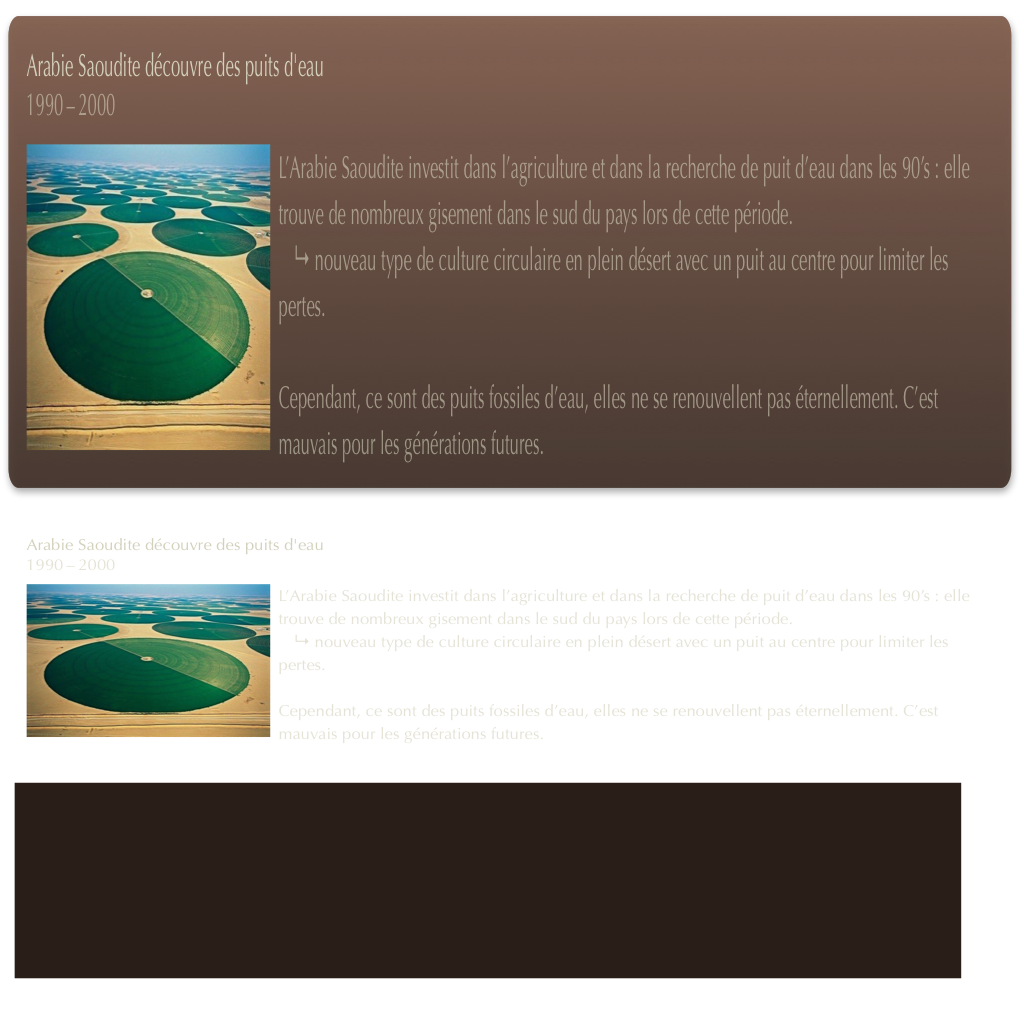 Arabie Saoudite découvre des puits d'eau
1990 – 2000
L’Arabie Saoudite investit dans l’agriculture et dans la recherche de puit d’eau dans les 90’s : elle
trouve de nombreux gisement dans le sud du pays lors de cette période.
↪ nouveau type de culture circulaire en plein désert avec un puit au centre pour limiter les
pertes.
Cependant, ce sont des puits fossiles d’eau, elles ne se renouvellent pas éternellement. C’est
mauvais pour les générations futures.
Arabie Saoudite découvre des puits d'eau
1990 – 2000
L’Arabie Saoudite investit dans l’agriculture et dans la recherche de puit d’eau dans les 90’s : elle
trouve de nombreux gisement dans le sud du pays lors de cette période.
↪ nouveau type de culture circulaire en plein désert avec un puit au centre pour limiter les
pertes.
Cependant, ce sont des puits fossiles d’eau, elles ne se renouvellent pas éternellement. C’est
mauvais pour les générations futures.